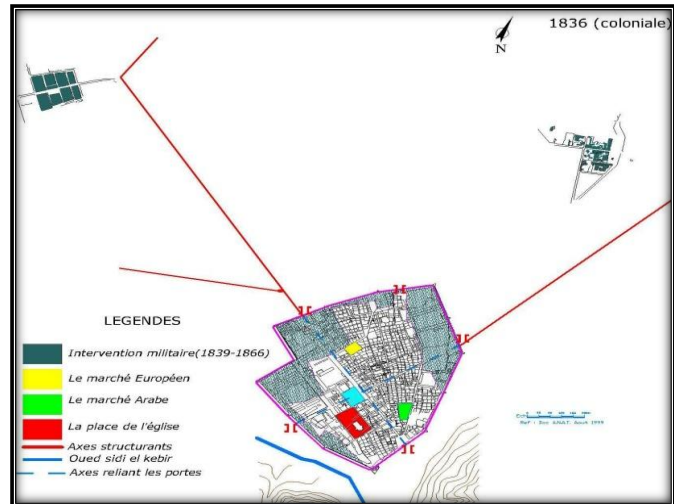 1836 (coloniale)
N
LEGENDES
Intervention militaire(1839-1866)
Le marché Européen
Le marché Arabe
La place de l'église
Axes structurants
Oued sidi el kebir
Axes reliant les portes